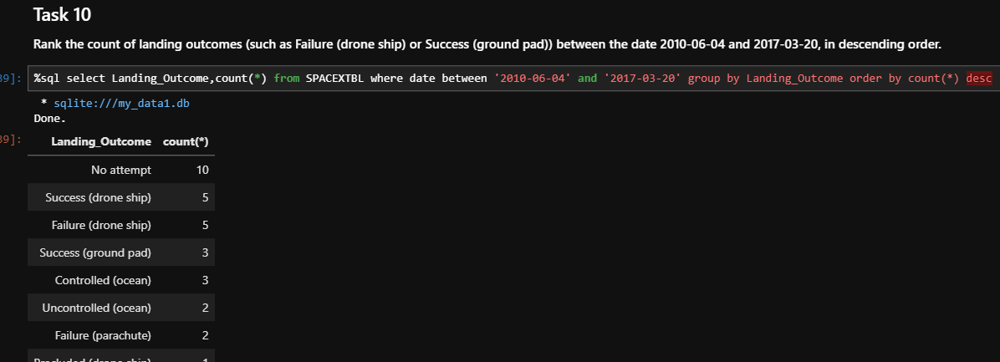 Task 10
Rank the count of landing outcomes (such as Failure (drone ship) or Success (ground pad)) between the date 2010-06-04 and 2017-03-20, in descending order.
39]: %sql select Landing_Outcome,count(*) from SPACEXTBL where date between '2010-06-04' and '2017-03-20' group by Landing_Outcome order by count(*) desc
* sqlite:///my_data1.db
Done.
39]: Landing_Outcome count(*)
No attempt 10
Success (drone ship) 5
Failure (drone ship) 5
Success (ground pad) 3
Controlled (ocean) 3
Uncontrolled (ocean) 2
Failure (parachute) 2
Precluded (drone ship) 1